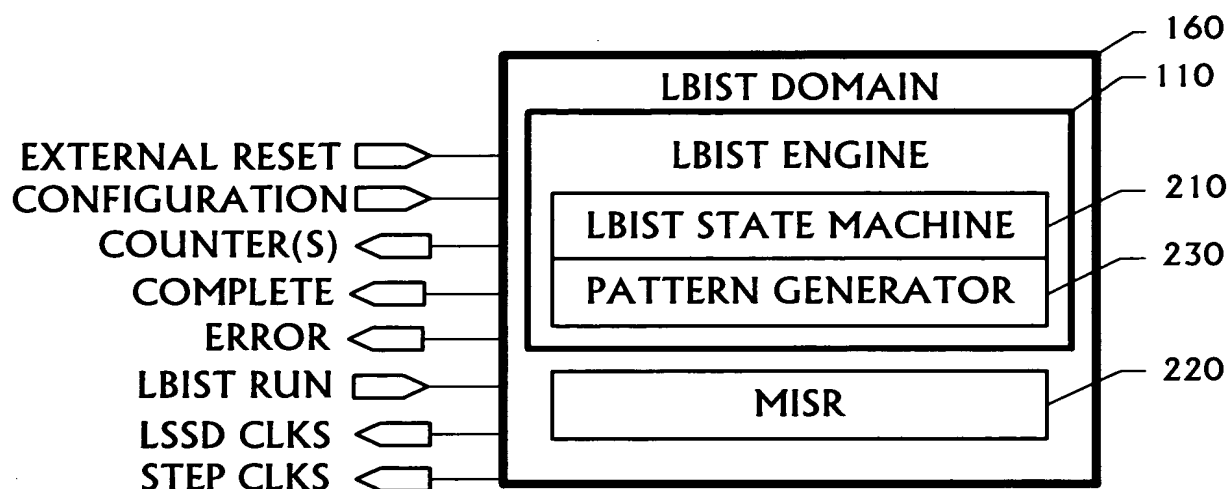 160
LBIST DOMAIN
110
EXTERNAL RESET
LBIST ENGINE
CONFIGURATION
210
LBIST STATE MACHINE
COUNTER(S)
230
COMPLETE
PATTERN GENERATOR
ERROR
220
LBIST RUN
MISR
LSSD CLKS
STEP CLKS